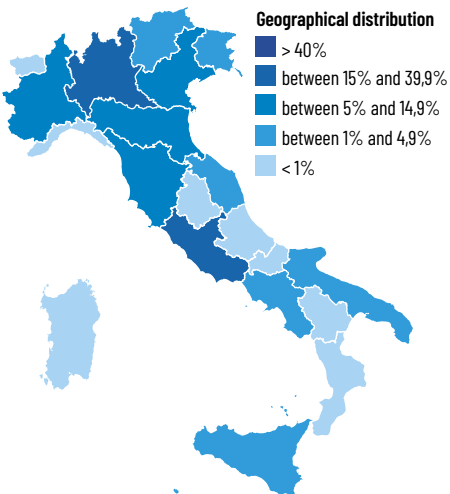 Geographical distribution
> 40%
between 15% and 39,9%
between 5% and 14,9%
between 1% and 4,9%
< 1%